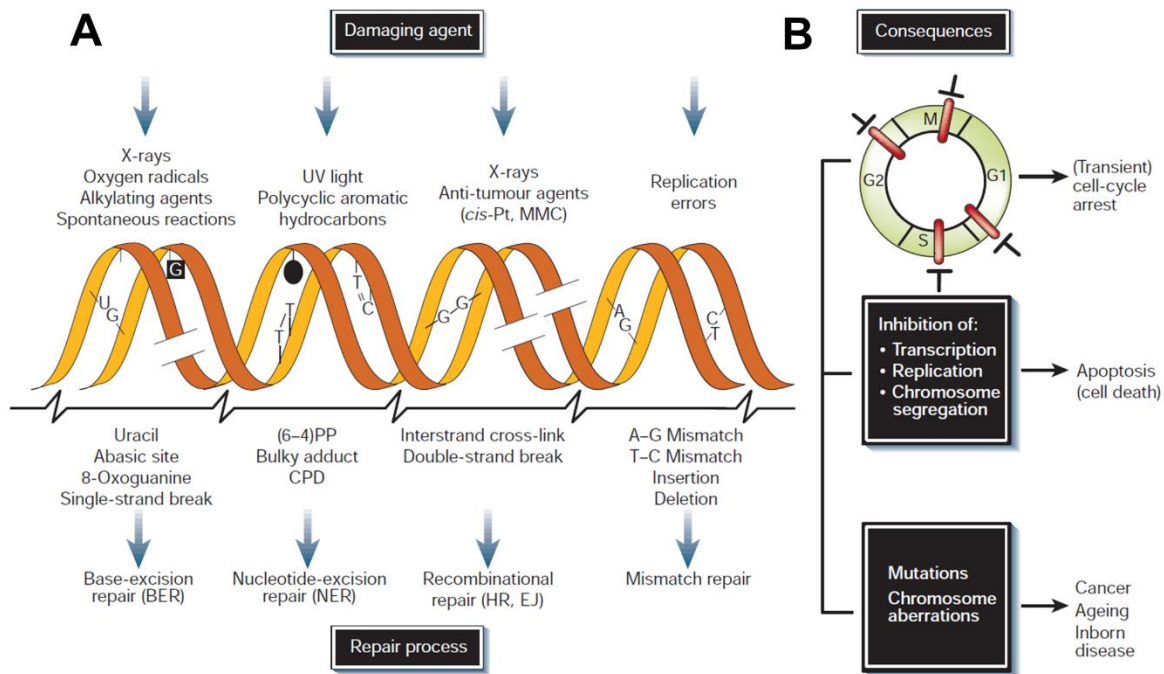 A
Damaging agent
X-rays
Oxygen radicals
Alkylating agents
Spontaneous reactions
UV light
Polycyclic aromatic
hydrocarbons
X-rays
Anti-tumour agents
(cis-Pt, MMC)
Replication
errors
U
G
G
T
T
T
C
G
G
A
G
C
T
Uracil
Abasic site
8-Oxoguanine
Single-strand break
(6–4)PP
Bulky adduct
CPD
Interstrand cross-link
Double-strand break
A–G Mismatch
T–C Mismatch
Insertion
Deletion
Base-excision
repair (BER)
Nucleotide-excision
repair (NER)
Recombinational
repair (HR, EJ)
Mismatch repair
Repair process
B
Consequences
M
G2
G1
S
(Transient)
cell-cycle
arrest
Inhibition of:
• Transcription
• Replication
• Chromosome
segregation
Apoptosis
(cell death)
Mutations
Chromosome
aberrations
Cancer
Ageing
Inborn
disease